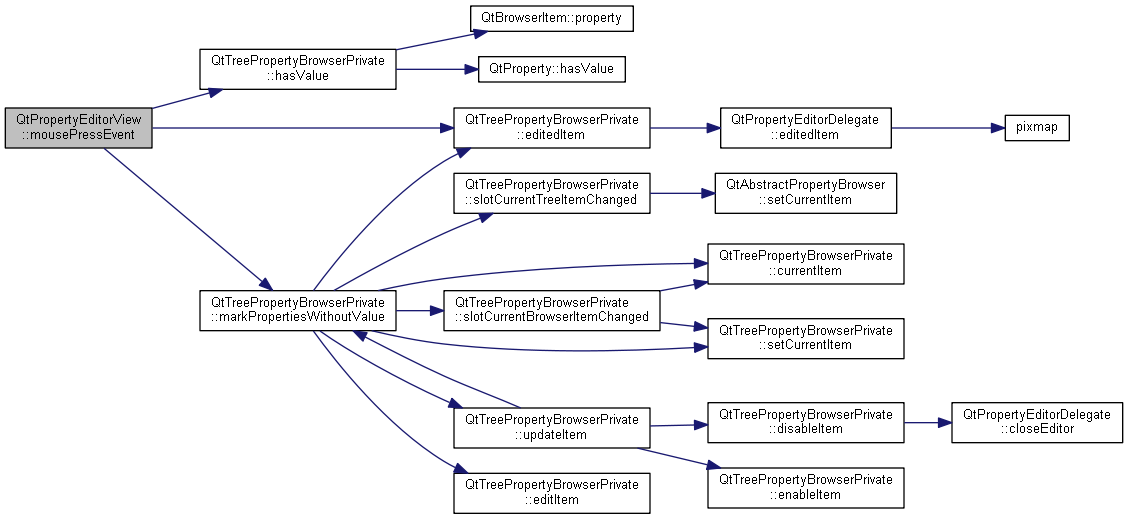 QtBrowserItem::property
QtTreePropertyBrowserPrivate
::hasValue
QtProperty::hasValue
QtPropertyEditorView
::mousePressEvent
QtTreePropertyBrowserPrivate
::editedItem
QtPropertyEditorDelegate
::editedItem
pixmap
QtTreePropertyBrowserPrivate
::slotCurrentTreeItemChanged
QtAbstractPropertyBrowser
::setCurrentItem
QtTreePropertyBrowserPrivate
::currentItem
QtTreePropertyBrowserPrivate
::markPropertiesWithoutValue
QtTreePropertyBrowserPrivate
::slotCurrentBrowserItemChanged
QtTreePropertyBrowserPrivate
::setCurrentItem
QtTreePropertyBrowserPrivate
::updateItem
QtTreePropertyBrowserPrivate
::disableItem
QtPropertyEditorDelegate
::closeEditor
QtTreePropertyBrowserPrivate
::editItem
QtTreePropertyBrowserPrivate
::enableItem